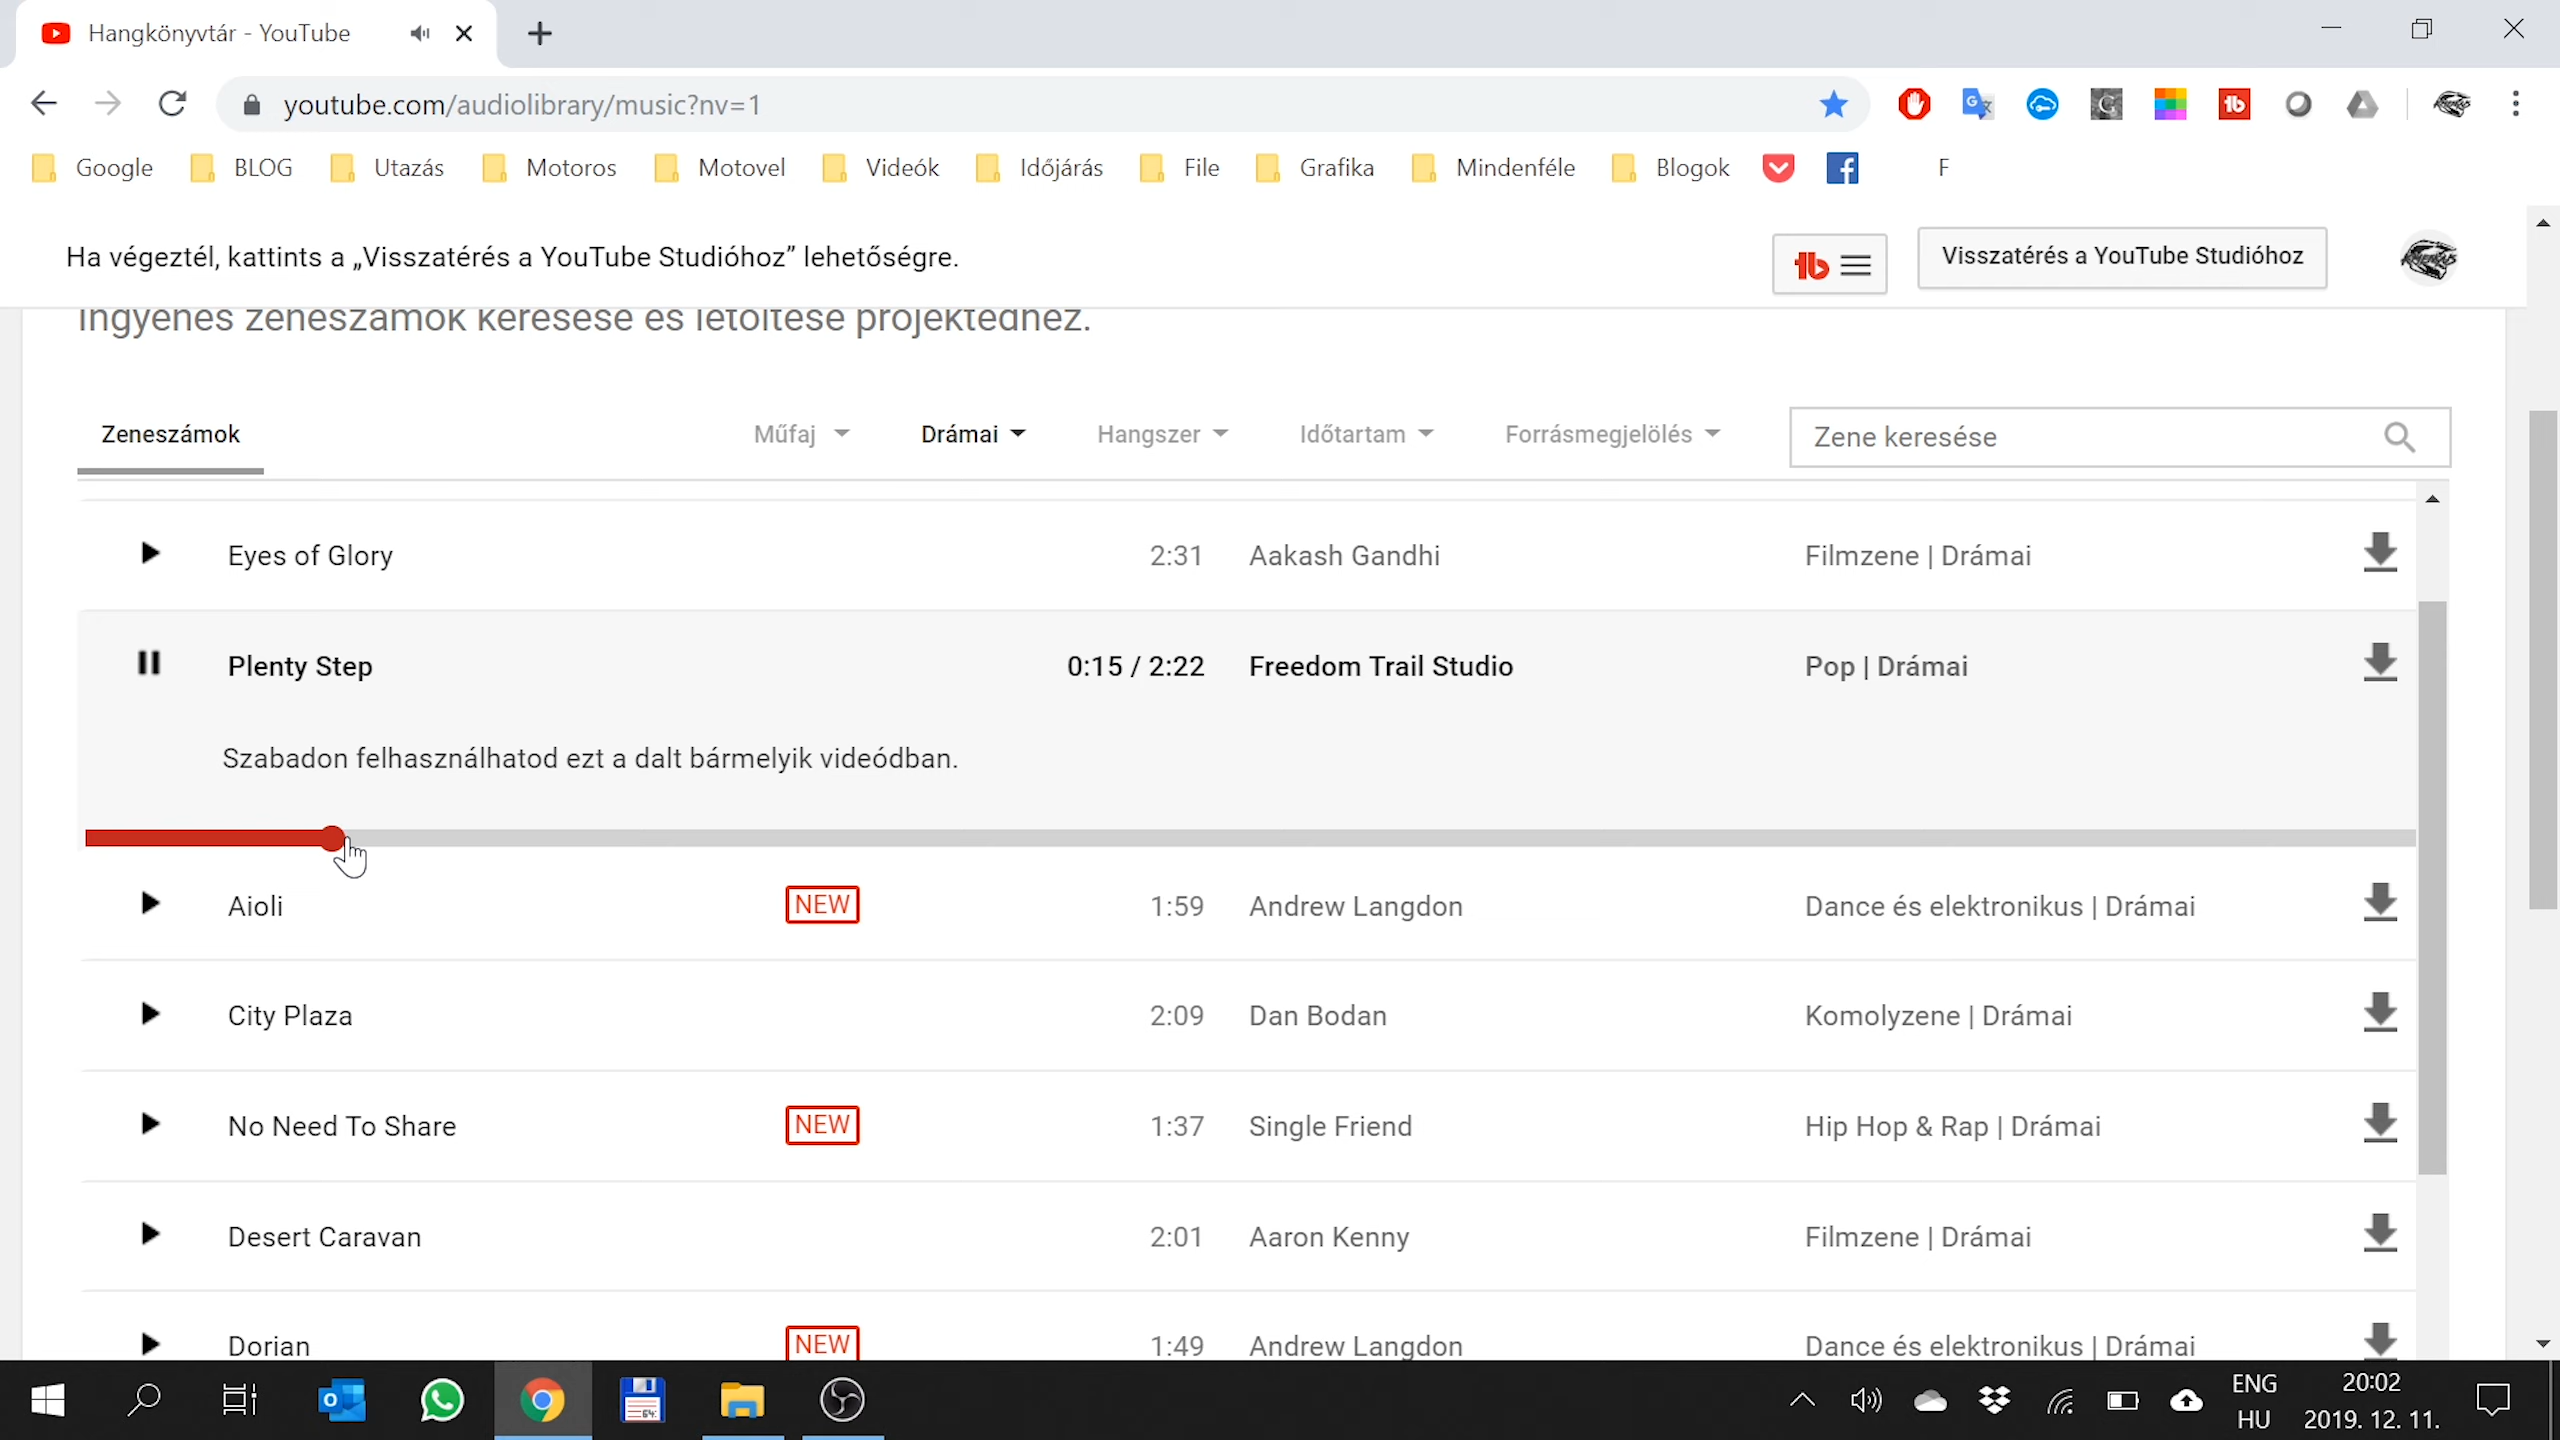 Hangkönyvtár - YouTube
youtube.com/audiolibrary/music?nv=1
Google BLOG Utazás Motoros Motovel Videók Időjárás File Grafika Mindenféle Blogok F
Ha végeztél, kattints a „Visszatérés a YouTube Studióhoz” lehetőségre.
Visszatérés a YouTube Studióhoz
Ingyenes zeneszámok keresése és letöltése projektedhez.
Zeneszámok Műfaj Drámai Hangszer Időtartam Forrásmegjelölés Zene keresése
Eyes of Glory 2:31 Aakash Gandhi Filmzene | Drámai
Plenty Step 0:15 / 2:22 Freedom Trail Studio Pop | Drámai
Szabadon felhasználhatod ezt a dalt bármelyik videódban.
Aioli NEW 1:59 Andrew Langdon Dance és elektronikus | Drámai
City Plaza 2:09 Dan Bodan Komolyzene | Drámai
No Need To Share NEW 1:37 Single Friend Hip Hop & Rap | Drámai
Desert Caravan 2:01 Aaron Kenny Filmzene | Drámai
Dorian NEW 1:49 Andrew Langdon Dance és elektronikus | Drámai
ENG 20:02
HU 2019. 12. 11.